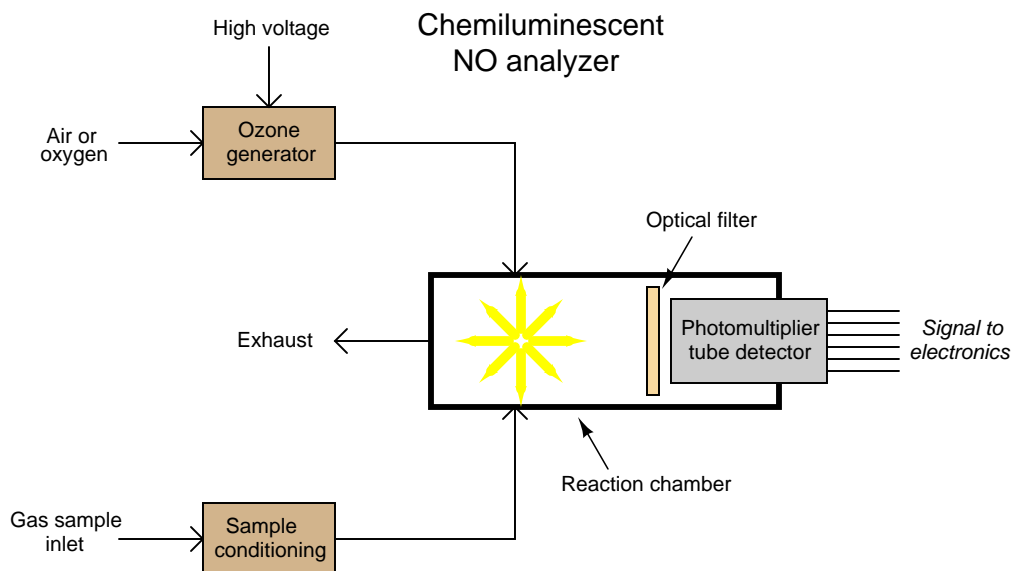 Chemiluminescent
NO analyzer
High voltage
Air or
oxygen
Ozone
generator
Optical filter
Exhaust
Photomultiplier
tube detector
Signal to
electronics
Reaction chamber
Gas sample
inlet
Sample
conditioning